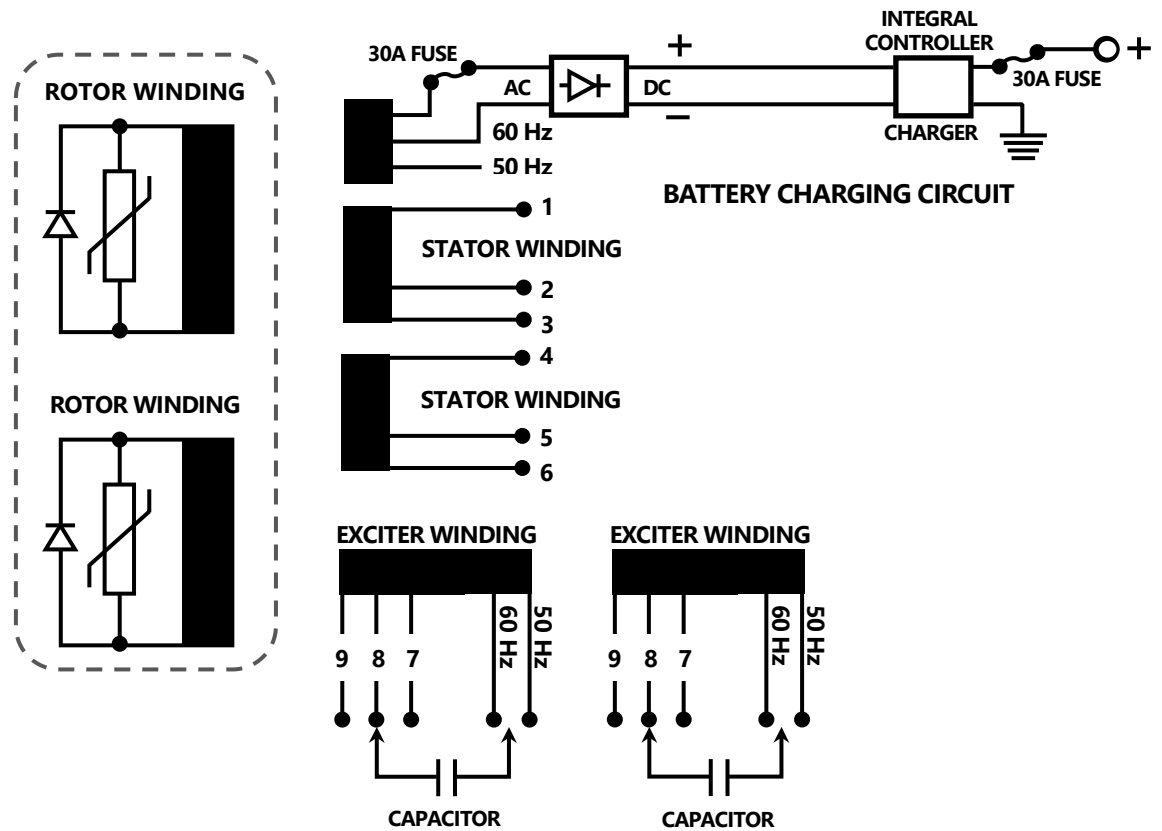 INTEGRAL
CONTROLLER
30A FUSE
+
+
ROTOR WINDING
AC
DC
30A FUSE
60 Hz
−
CHARGER
50 Hz
BATTERY CHARGING CIRCUIT
1
STATOR WINDING
2
3
4
ROTOR WINDING
STATOR WINDING
5
6
EXCITER WINDING
EXCITER WINDING
60 Hz
50 Hz
60 Hz
50 Hz
9 8 7
9 8 7
CAPACITOR
CAPACITOR